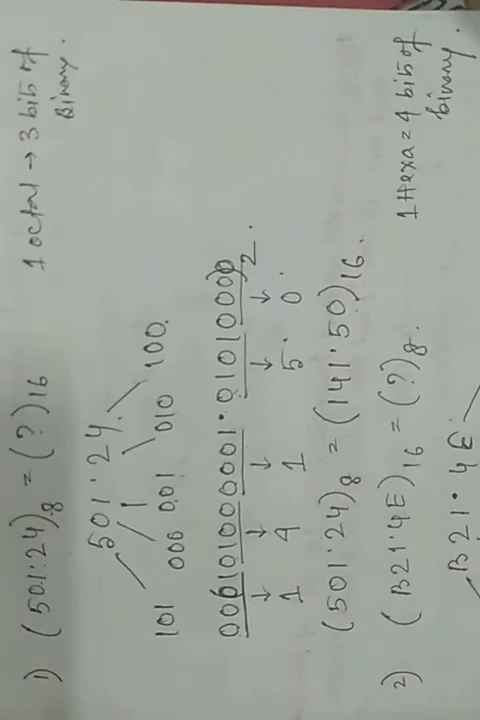 1) (501.24)8 = (?)16 1 octal → 3 bits of
Binary.
501.24.
101 000 001 010 100.
000101000001.01010000)2.
↓ ↓ ↓ ↓ ↓
1 4 1 5. 0.
(501.24)8 = (141.50)16.
2) (B21.4E)16 = (?)8. 1 Hexa = 4 bits of
binary.
B21.4E